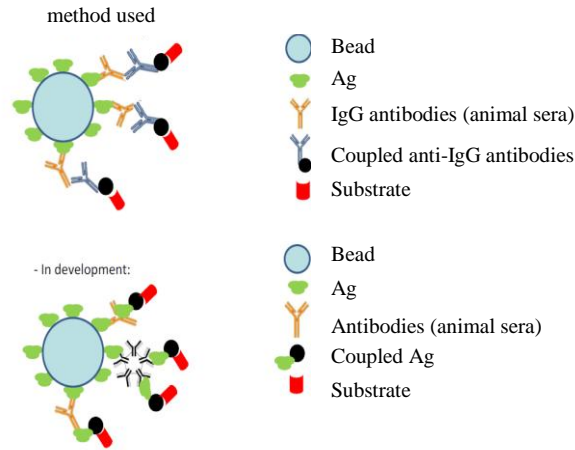 method used
Bead
Ag
IgG antibodies (animal sera)
Coupled anti-IgG antibodies
Substrate
- In development:
Bead
Ag
Antibodies (animal sera)
Coupled Ag
Substrate